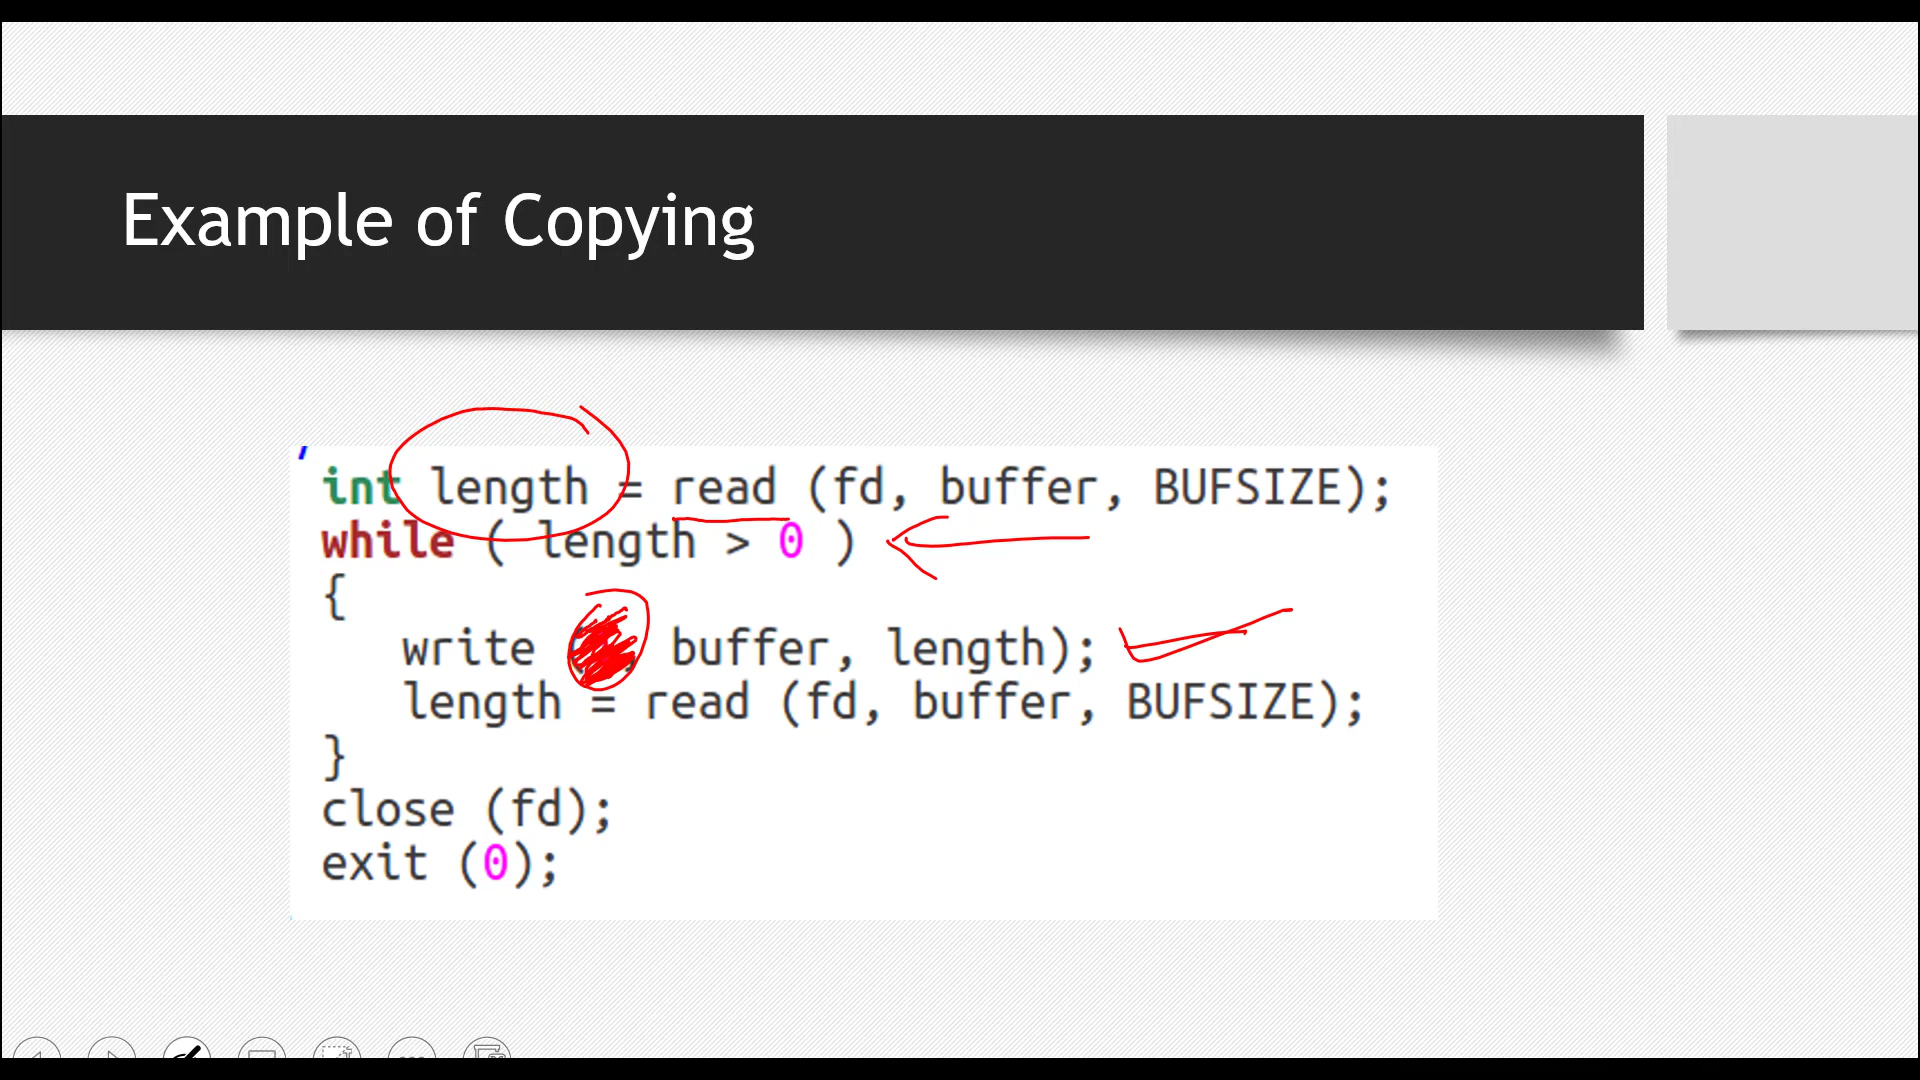 Example of Copying
int length = read (fd, buffer, BUFSIZE);
while ( length > 0 )
{
write ( , buffer, length);
length = read (fd, buffer, BUFSIZE);
}
close (fd);
exit (0);